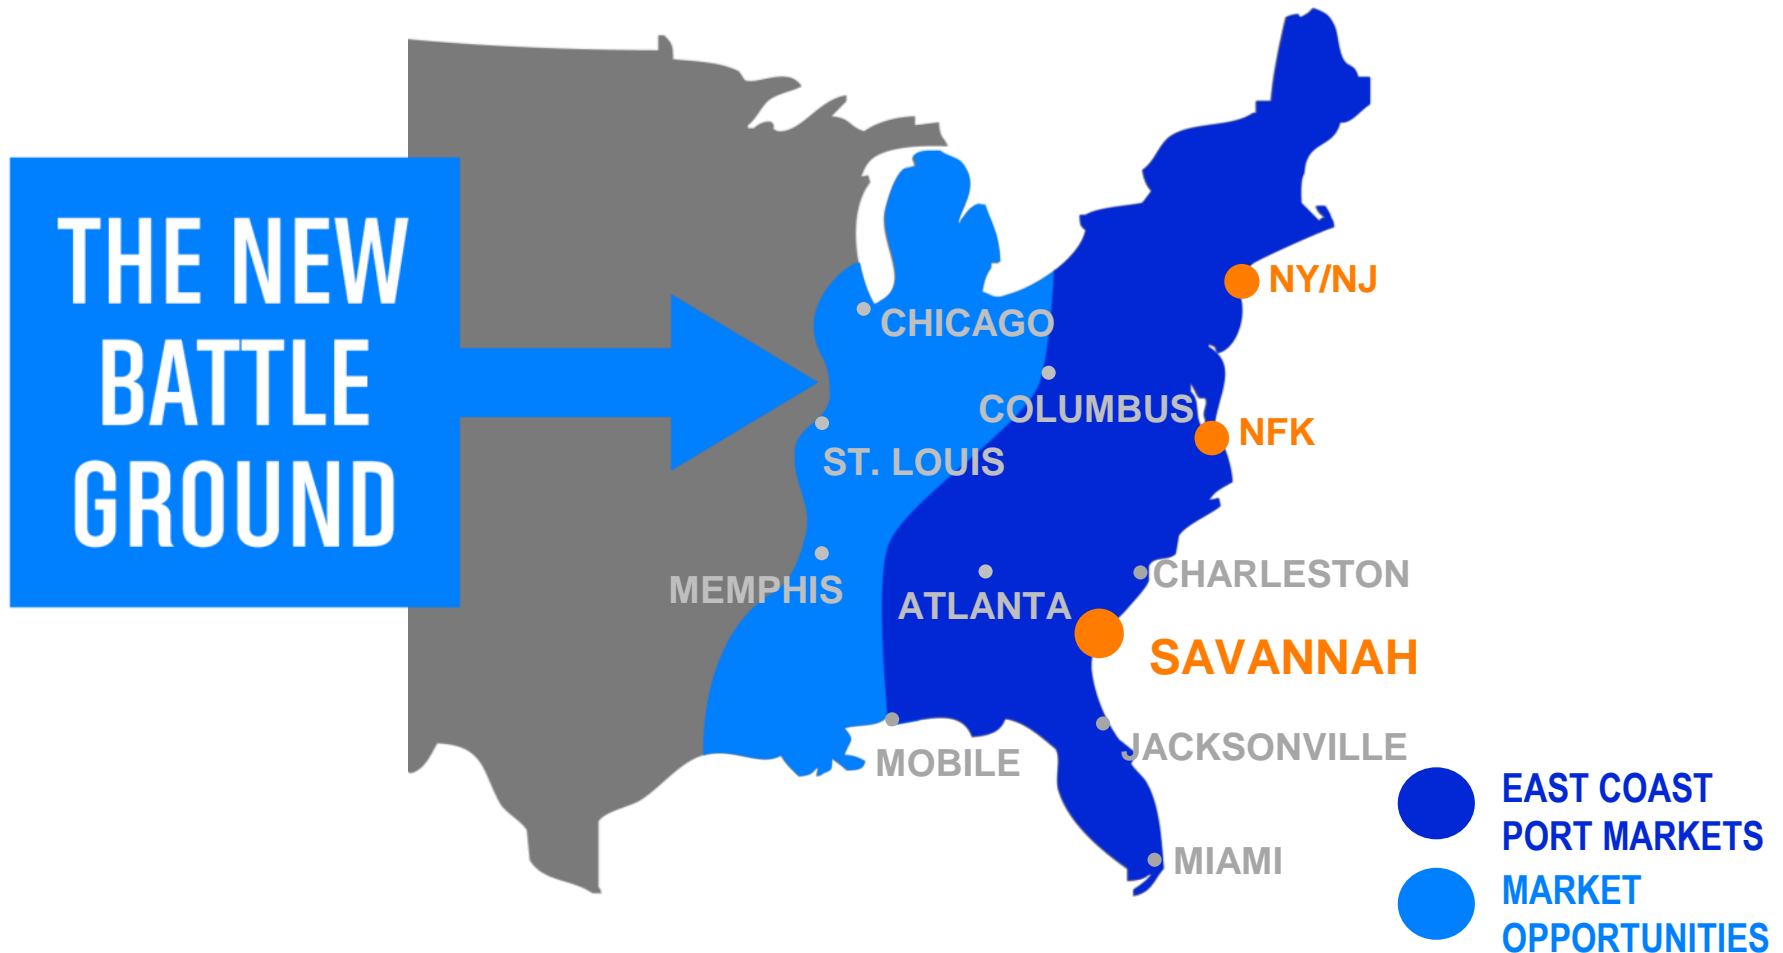 THE NEW
BATTLE
GROUND
NY/NJ
CHICAGO
COLUMBUS
NFK
ST. LOUIS
MEMPHIS
ATLANTA
CHARLESTON
SAVANNAH
MOBILE
JACKSONVILLE
MIAMI
EAST COAST
PORT MARKETS
MARKET
OPPORTUNITIES